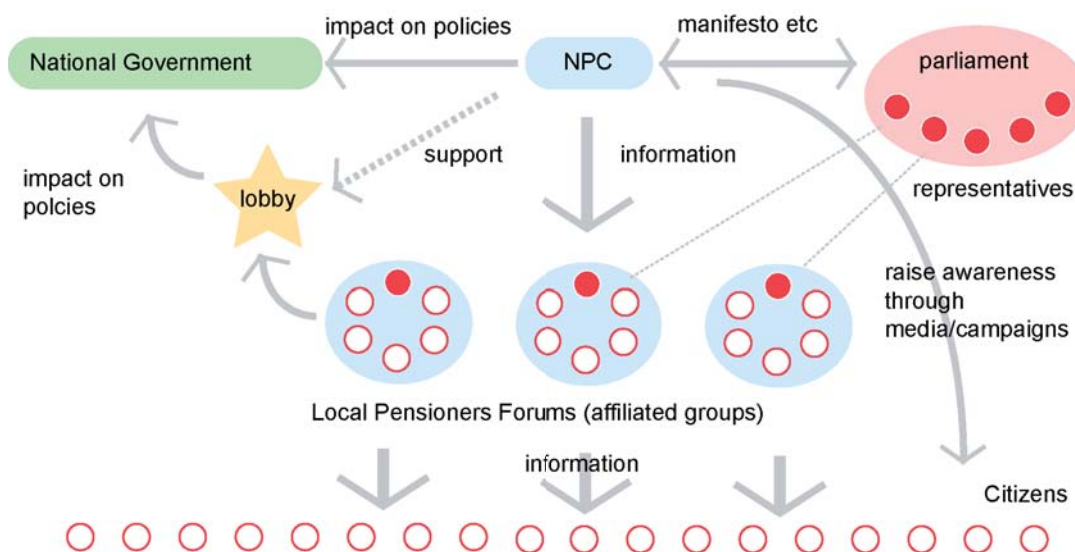 impact on policies
manifesto etc
National Government
NPC
parliament
support
information
impact on
polcies
lobby
representatives
raise awareness
through
media/campaigns
Local Pensioners Forums (affiliated groups)
information
Citizens